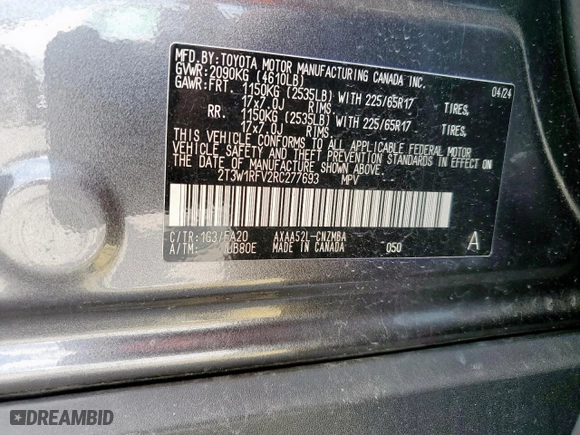 MFD.BY:TOYOTA MOTOR MANUFACTURING CANADA INC.
GVWR:2090KG (4610LB) 04/24
GAWR:FRT. 1150KG (2535LB) WITH 225/65R17 TIRES,
17x7.0J RIMS,
RR. 1150KG (2535LB) WITH 225/65R17 TIRES,
17x7.0J RIMS.
THIS VEHICLE CONFORMS TO ALL APPLICABLE FEDERAL MOTOR
VEHICLE SAFETY AND THEFT PREVENTION STANDARDS IN EFFECT
ON THE DATE OF MANUFACTURE SHOWN ABOVE.
2T3W1RFV2RC277693 MPV
C/TR:1G3/FA20 AXAA52L-CNZMBA
A/TM: UB80E MADE IN CANADA 050 A
DREAMBID